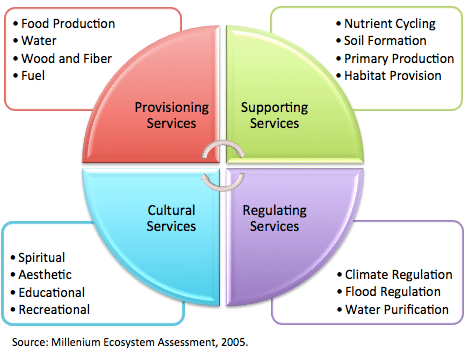 • Food Production
• Water
• Wood and Fiber
• Fuel
• Nutrient Cycling
• Soil Formation
• Primary Production
• Habitat Provision
Provisioning
Services
Supporting
Services
Cultural
Services
Regulating
Services
• Spiritual
• Aesthetic
• Educational
• Recreational
• Climate Regulation
• Flood Regulation
• Water Purification
Source: Millenium Ecosystem Assessment, 2005.